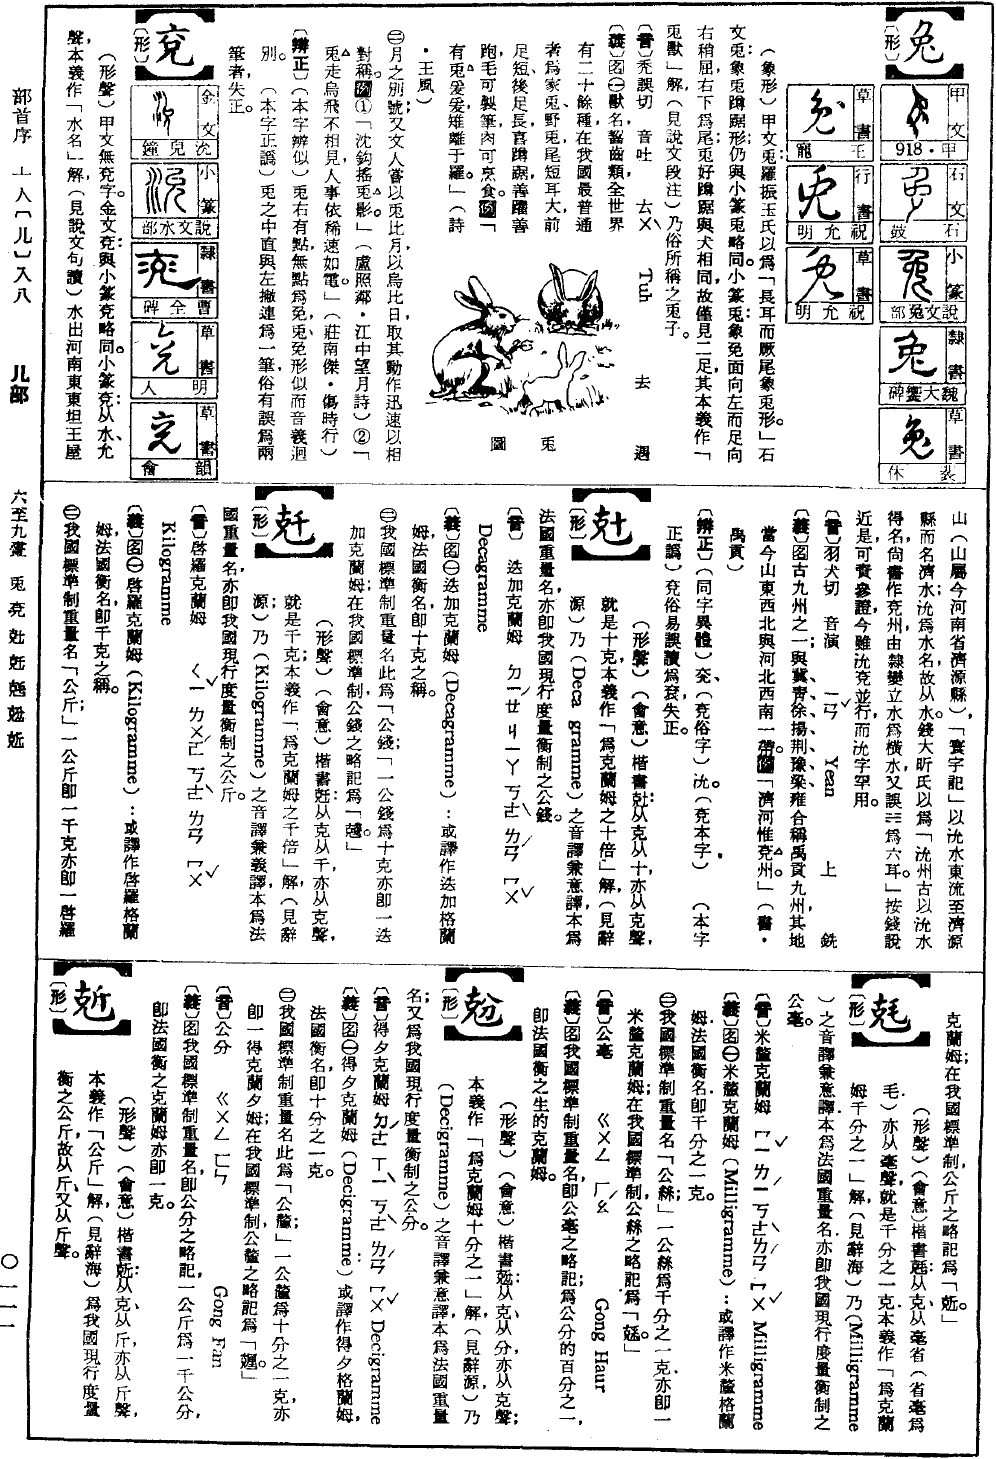 部首序 一 人〔儿〕入八
儿部
六至九畫 兎 兗 兙 兛 兞 兝 兡
〇一一一
兔
〔形〕
甲文
甲·918
石文
石鼓
小篆
說文兔部
隸書
魏大饗碑
草書
裴休
草書
王寵
行書
祝允明
草書
祝允明
（象形）甲文兎羅振玉氏以爲「長耳而厥尾象兎形。」石
文兎：象兎蹲踞形；仍與小篆兎略同。小篆兎：象兔面向左而足向
右稍屈，右下爲尾；兎好蹲踞與犬相同，故僅見二足，其本義作「
兎獸」解（見說文段注）乃俗所稱之兎子。
〔音〕禿誤切 音吐 ㄊㄨˋ Tuh 去 遇
〔義〕名㊀獸名，齧齒類，全世界
有二十餘種，在我國最普通
者爲家兎、野兎，尾短耳大，前
足短，後足長，喜蹲踞，善躍善
跑，毛可製筆，肉可烹食。例「
有兎爰爰，雉離于羅。」（詩
·王風）
兎圖
㊁月之別號；又文人嘗以兎比月，以烏比日，取其動作迅速以相
對稱。例①「沈鈎搖兎影。」（盧照鄰·江中望月詩）②「
兎走烏飛不相見，人事依稀速如電。」（莊南傑·傷時行）
〔辨正〕（本字辨似）兎右有點，無點爲免，兎免形似而音義迥
別。 （本字正譌）兎之中直與左撇連爲一筆，俗有誤爲兩
筆者，失正。
兗
〔形〕
金文
沇兒鐘
小篆
說文水部
隸書
曹全碑
草書
明人
草書
韻會
（形聲）甲文無兗字。金文兗與小篆兗略同。小篆兗：从水、允
聲，本義作「水名」解（見說文句讀）水出河南東東坦王屋
山（山屬今河南省濟源縣），「寰宇記」以沇水東流至濟源
縣而名濟水；沇爲水名，故从水。錢大昕氏以爲「沇州古以沇水
得名，尙書作兗州；由隸變立水爲橫水，又誤☵爲六耳。」按錢說
近是，可資參證。今雖沇兗並行，而沇字罕用。
〔音〕羽犬切 音演 ㄧㄢˇ Yean 上 銑
〔義〕名古九州之一；與冀、青、徐、揚、荊、豫、梁、雍合稱禹貢九州，其地
當今山東西北與河北西南一帶。例「濟河惟兗州。」（書·
禹貢）
〔辨正〕（同字異體）兖，（兗俗字）沇。（兗本字） （本字
正譌）兗俗易誤讀爲袞，失正。
兙
〔形〕
（形聲）（會意）楷書兙：从克从十，亦从克聲，
就是十克，本義作「爲克蘭姆之十倍」解（見辭
源）乃（Deca gramme）之音譯兼意譯，本爲
法國重量名，亦卽我國現行度量衡制之公錢。
〔音〕 迭加克蘭姆 ㄉㄧㄝˊ ㄐㄧㄚ ㄎㄜˋ ㄌㄢˊ ㄇㄨˇ
Decagramme
〔義〕名㊀迭加克蘭姆（Decagramme）：或譯作迭加格蘭
姆，法國衡名，卽十克之稱。
㊁我國標準制重量名，此爲「公錢；」一公錢爲十克，亦卽一迭
加克蘭姆；在我國標準制公錢之略記爲「兙。」
兛
〔形〕
（形聲）（會意）楷書兛：从克从千，亦从克聲，
就是千克，本義作「爲克蘭姆之千倍」解（見辭
源）；乃（Kilogramme）之音譯兼義譯，本爲法
國重量名，亦卽我國現行度量衡制之公斤。
〔音〕啓羅克蘭姆 ㄑㄧˇ ㄌㄨㄛˊ ㄎㄜˋ ㄌㄢˊ ㄇㄨˇ
Kilogramme
〔義〕名㊀啓羅克蘭姆（Kilogramme）：或譯作啓羅格蘭
姆，法國衡名，卽千克之稱。
㊁我國標準制重量名「公斤；」一公斤卽一千克，亦卽一啓羅
克蘭姆；在我國標準制，公斤之略記爲「兛。」
兞
〔形〕
（形聲）（會意）楷書兞：从克、从毫省（省毫爲
毛）亦从毫聲，就是千分之一克，本義作「爲克蘭
姆千分之一」解（見辭海）乃（Milligramme
）之音譯兼意譯，本爲法國重量名，亦卽我國現行度量衡制之
公毫。
〔音〕米釐克蘭姆 ㄇㄧˇ ㄌㄧˊ ㄎㄜˋ ㄌㄢˊ ㄇㄨˇ Milligramme
〔義〕名㊀米釐克蘭姆（Milligramme）：或譯作米釐格蘭
姆，法國衡名，卽千分之一克。
㊁我國標準制重量名「公絲；」一公絲爲千分之一克，亦卽一
米釐克蘭姆；在我國標準制，公絲之略記爲「
〔音〕公毫 ㄍㄨㄥ ㄏㄠˊ Gong Haur
〔義〕名我國標準制重量名，卽公毫之略記；爲公分的百分之一，
卽法國衡之生的克蘭姆。
兝
〔形〕
（形聲）（會意）楷書兝：从克、从分，亦从克聲；
本義作「爲克蘭姆十分之一」解（見辭源）乃
（Decigramme）之音譯兼意譯，本爲法國重量
名；又爲我國現行度量衡制之公分。
〔音〕得夕克蘭姆 ㄉㄜˊ ㄒㄧˋ ㄎㄜˋ ㄌㄢˊ ㄇㄨˇ Decigramme
〔義〕名㊀得夕克蘭姆（Decigramme）或譯作得夕格蘭姆，
法國衡名，卽十分之一克。
㊁我國標準制重量名，此爲「公釐；」一公釐爲十分之一克，亦
卽一得克蘭夕姆；在我國標準制，公釐之略記爲「
〔音〕公分 ㄍㄨㄥ ㄈㄣ Gong Fan
〔義〕名我國標準制重量名，卽公分之略記，一公斤爲一千公分，
卽法國衡之克蘭姆，亦卽一克。
〔形〕
（形聲）（會意）楷書 从克、从斤，亦从斤聲，
本義作「公斤」解（見辭海）爲我國現行度量
衡之公斤，故从斤，又从斤聲。